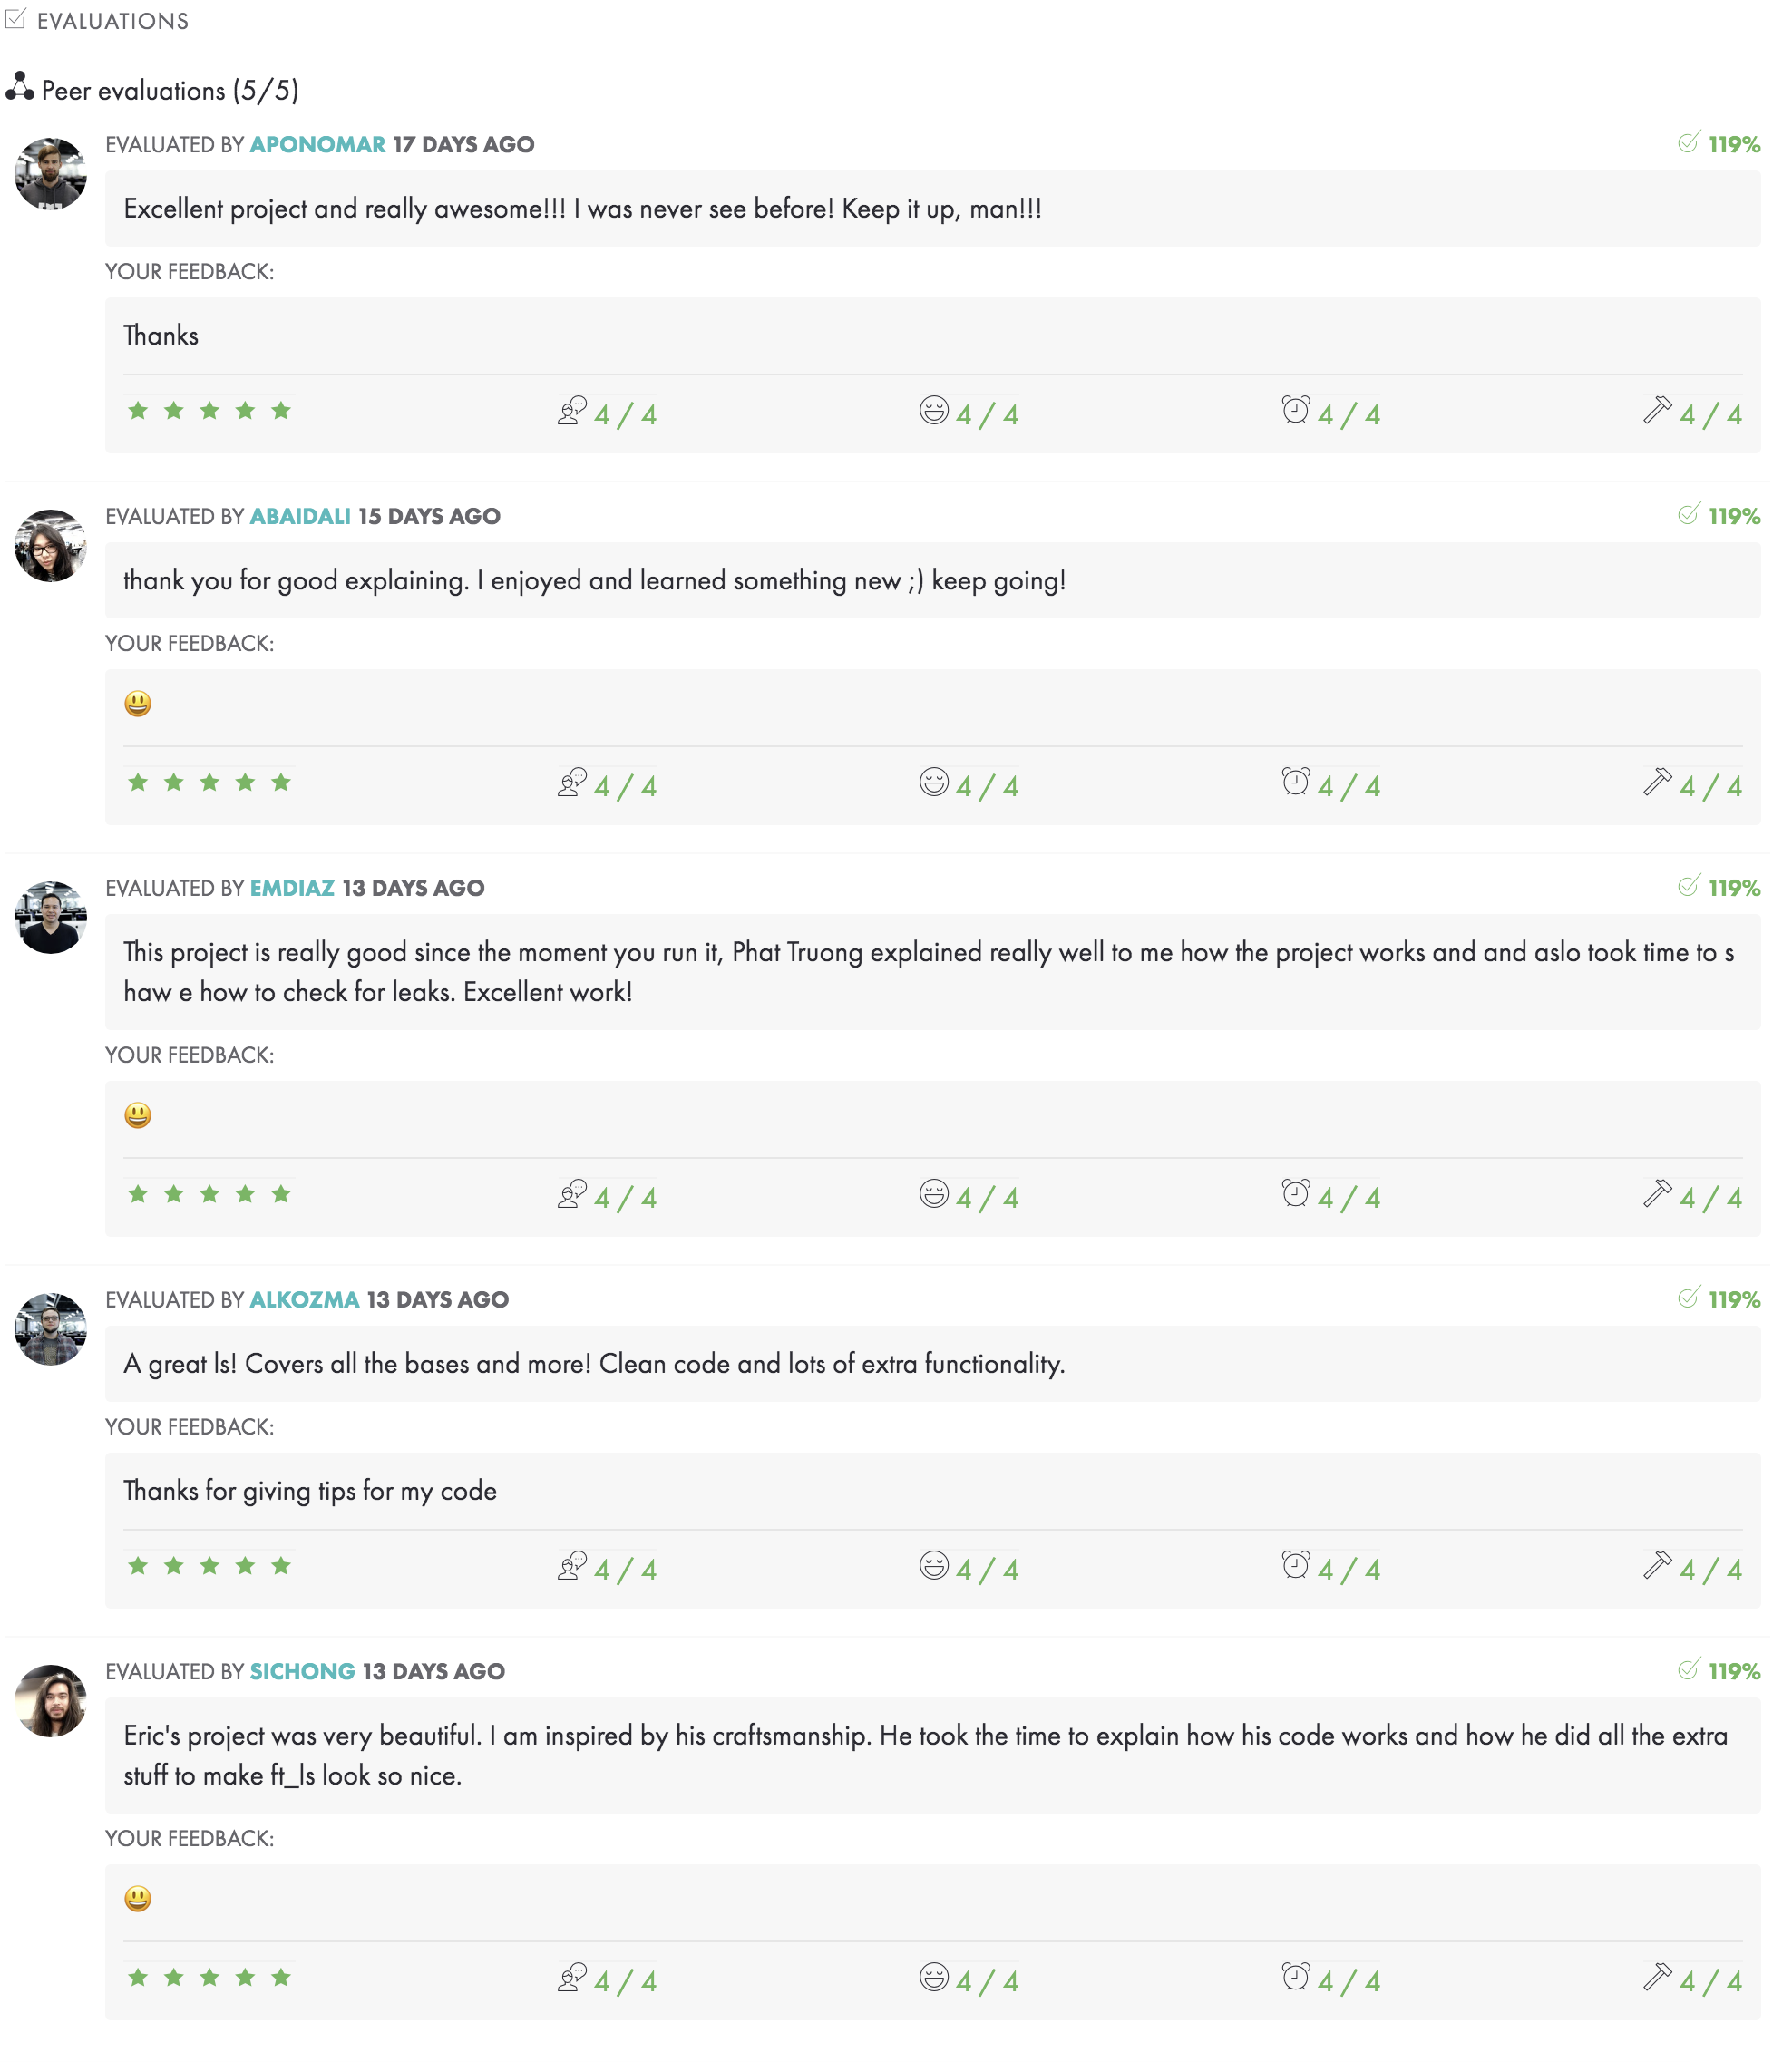 EVALUATIONS
Peer evaluations (5/5)
EVALUATED BY APONOMAR 17 DAYS AGO 119%
Excellent project and really awesome!!! I was never see before! Keep it up, man!!!
YOUR FEEDBACK:
Thanks
4 / 4 4 / 4 4 / 4 4 / 4
EVALUATED BY ABAIDALI 15 DAYS AGO 119%
thank you for good explaining. I enjoyed and learned something new ;) keep going!
YOUR FEEDBACK:
😃
4 / 4 4 / 4 4 / 4 4 / 4
EVALUATED BY EMDIAZ 13 DAYS AGO 119%
This project is really good since the moment you run it, Phat Truong explained really well to me how the project works and and aslo took time to s
haw e how to check for leaks. Excellent work!
YOUR FEEDBACK:
😃
4 / 4 4 / 4 4 / 4 4 / 4
EVALUATED BY ALKOZMA 13 DAYS AGO 119%
A great ls! Covers all the bases and more! Clean code and lots of extra functionality.
YOUR FEEDBACK:
Thanks for giving tips for my code
4 / 4 4 / 4 4 / 4 4 / 4
EVALUATED BY SICHONG 13 DAYS AGO 119%
Eric's project was very beautiful. I am inspired by his craftsmanship. He took the time to explain how his code works and how he did all the extra
stuff to make ft_ls look so nice.
YOUR FEEDBACK:
😃
4 / 4 4 / 4 4 / 4 4 / 4